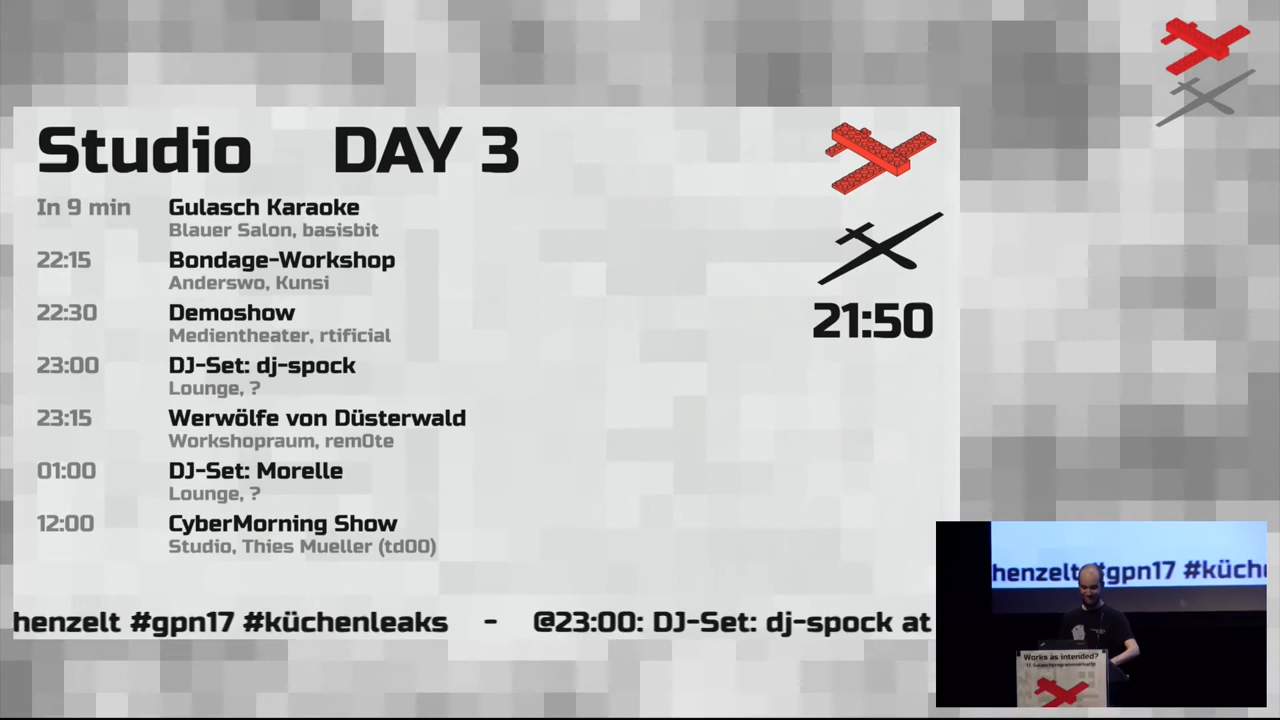 Studio DAY 3
In 9 min Gulasch Karaoke
Blauer Salon, basisbit
22:15 Bondage-Workshop
Anderswo, Kunsi
22:30 Demoshow
Medientheater, rtificial
21:50
23:00 DJ-Set: dj-spock
Lounge, ?
23:15 Werwölfe von Düsterwald
Workshopraum, rem0te
01:00 DJ-Set: Morelle
Lounge, ?
12:00 CyberMorning Show
Studio, Thies Mueller (td00)
henzelt #gpn17 #küchenleaks - @23:00: DJ-Set: dj-spock at
henzelt #gpn17 #küche
Works as intended?
17. Gulaschprogrammiernacht